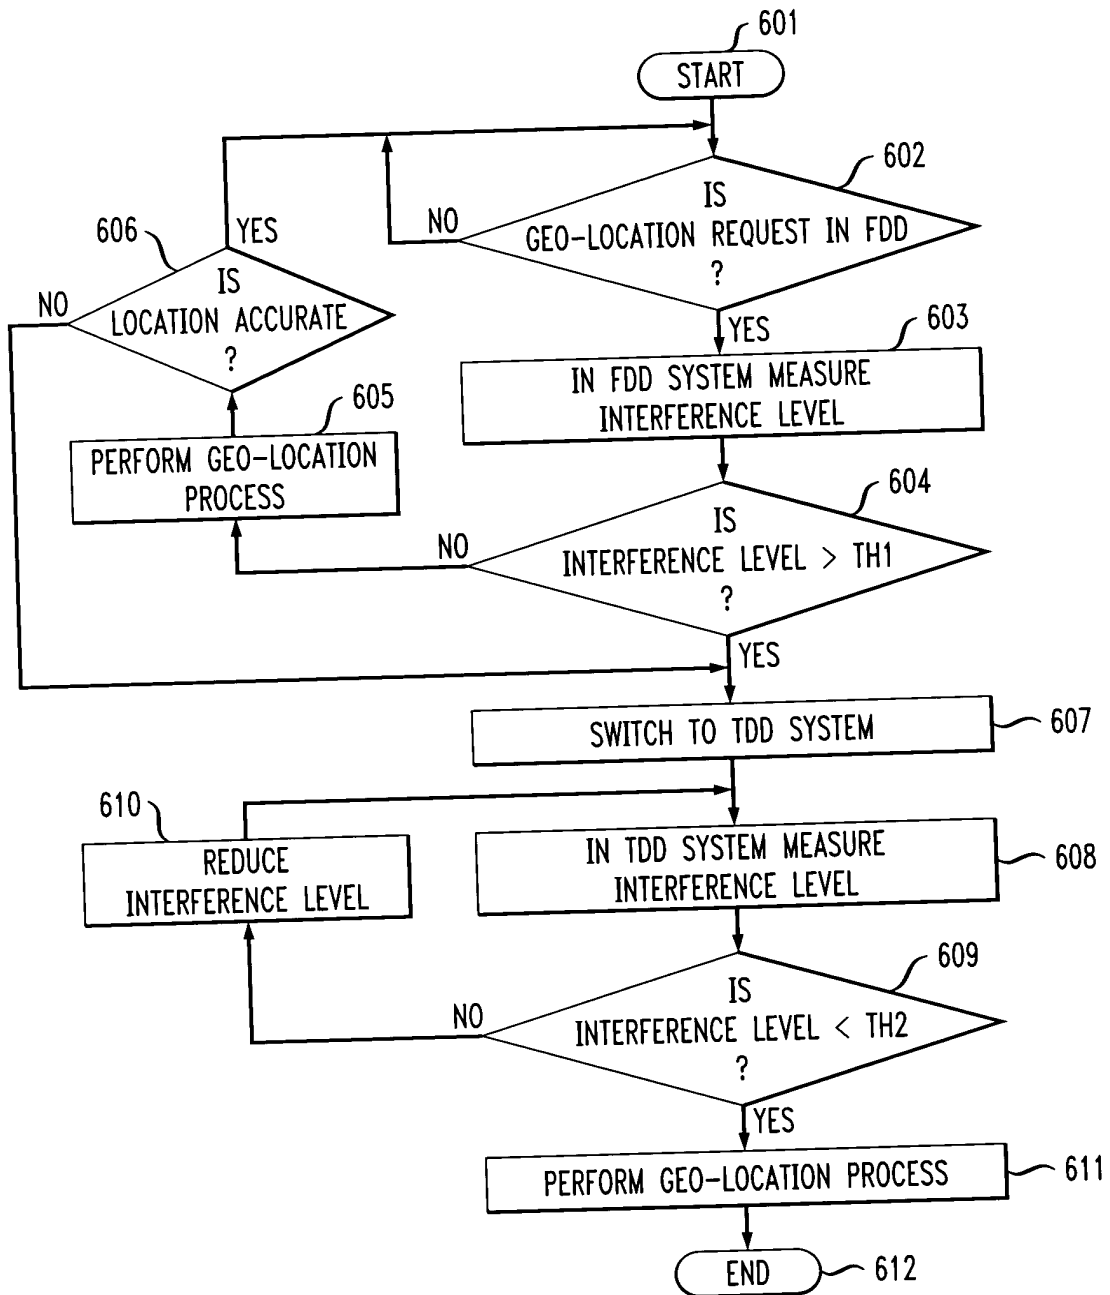 601
START
602
IS
GEO-LOCATION REQUEST IN FDD
?
NO
YES
603
IN FDD SYSTEM MEASURE
INTERFERENCE LEVEL
604
IS
INTERFERENCE LEVEL > TH1
?
NO
YES
605
PERFORM GEO-LOCATION
PROCESS
606
IS
LOCATION ACCURATE
?
YES
NO
SWITCH TO TDD SYSTEM
607
IN TDD SYSTEM MEASURE
INTERFERENCE LEVEL
608
609
IS
INTERFERENCE LEVEL < TH2
?
NO
YES
610
REDUCE
INTERFERENCE LEVEL
PERFORM GEO-LOCATION PROCESS
611
END
612